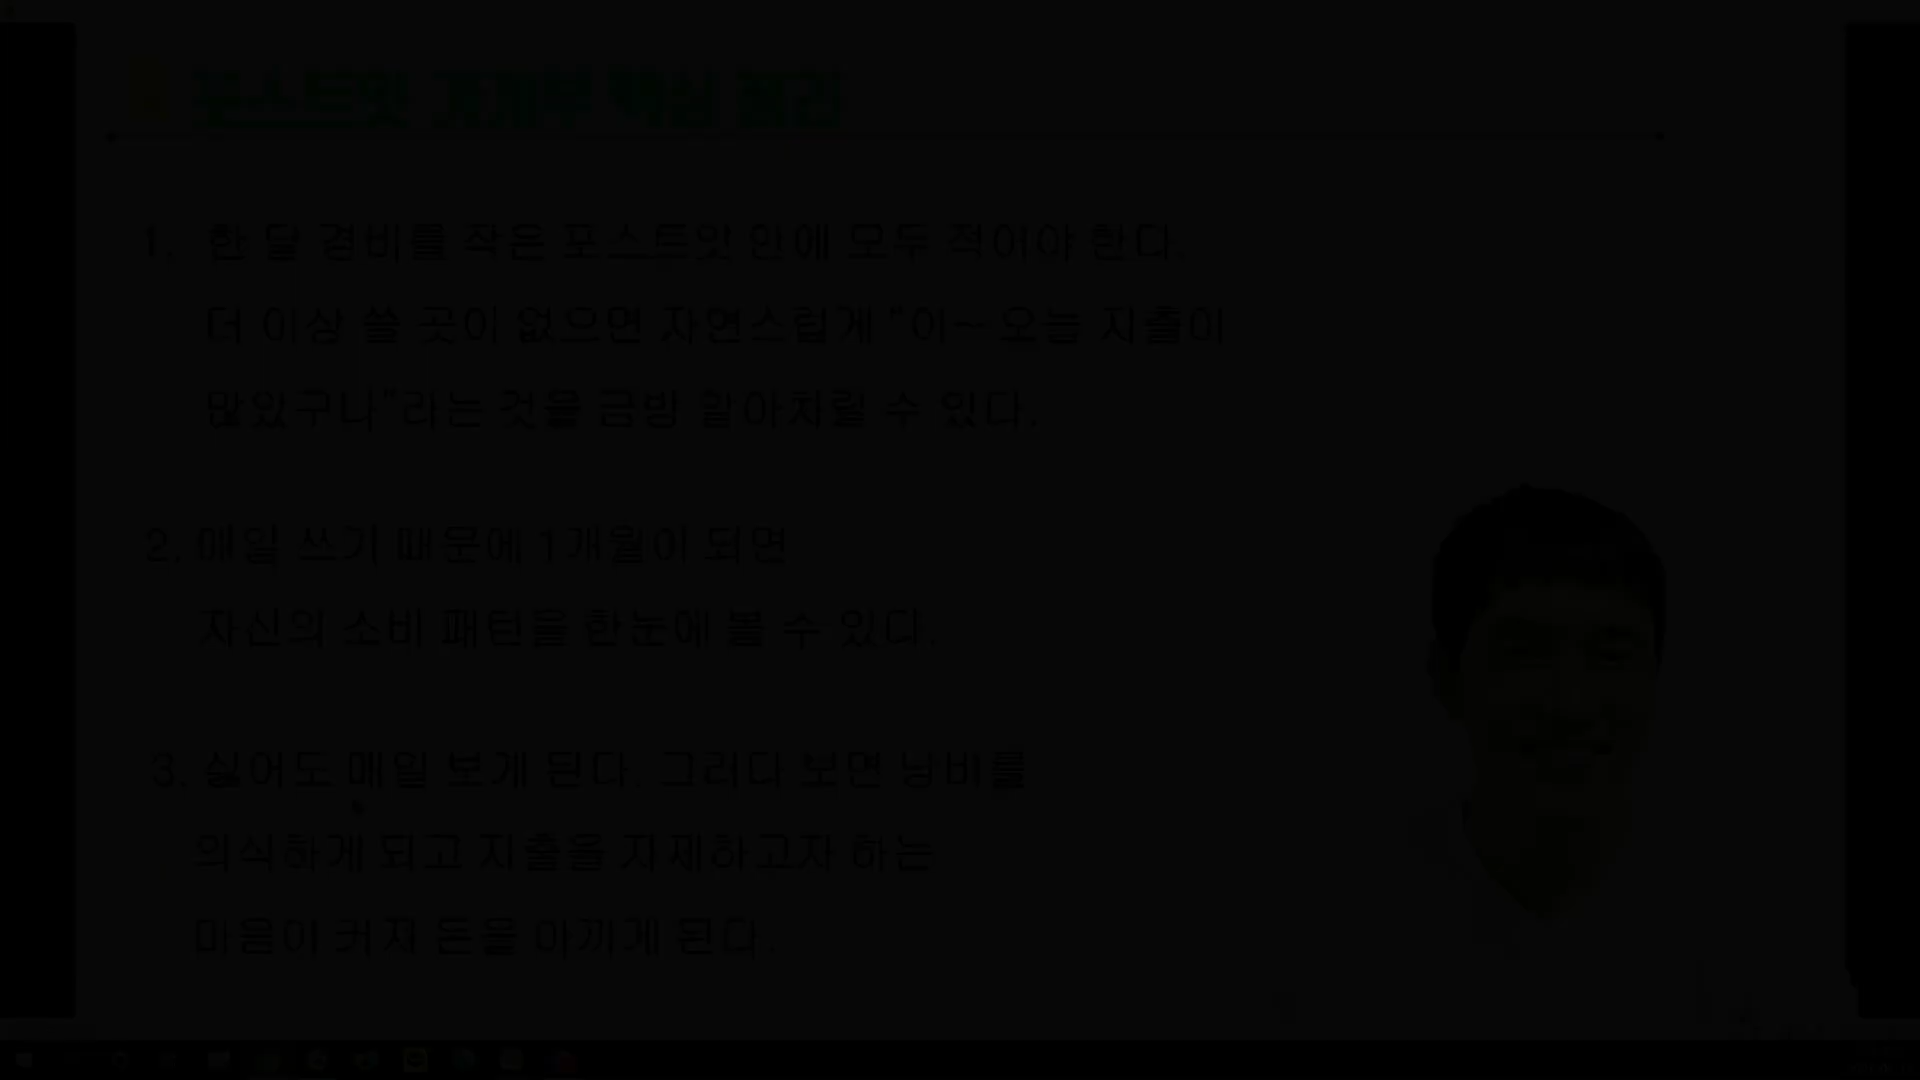 포스트잇 가계부 핵심 원리
1. 한 달 경비를 작은 포스트잇 안에 모두 적어야 한다.
더 이상 쓸 곳이 없으면 자연스럽게 "아~ 오늘 지출이
많았구나"라는 것을 금방 알아차릴 수 있다.
2. 매일 쓰기 때문에 1개월이 되면
자신의 소비 패턴을 한눈에 볼 수 있다.
3. 싫어도 매일 보게 된다. 그러다 보면 낭비를
의식하게 되고 지출을 자제하고자 하는
마음이 커져 돈을 아끼게 된다.